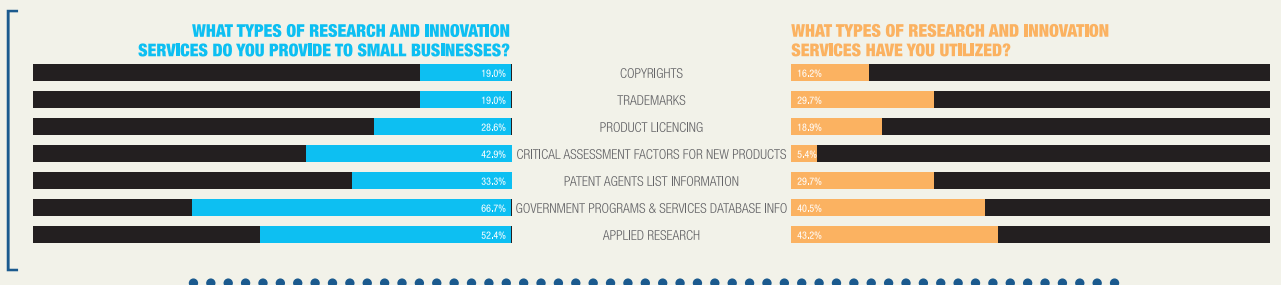 WHAT TYPES OF RESEARCH AND INNOVATION
SERVICES DO YOU PROVIDE TO SMALL BUSINESSES?
WHAT TYPES OF RESEARCH AND INNOVATION
SERVICES HAVE YOU UTILIZED?
19.0% COPYRIGHTS 16.2%
19.0% TRADEMARKS 29.7%
28.6% PRODUCT LICENCING 18.9%
42.9% CRITICAL ASSESSMENT FACTORS FOR NEW PRODUCTS 5.4%
33.3% PATENT AGENTS LIST INFORMATION 29.7%
66.7% GOVERNMENT PROGRAMS & SERVICES DATABASE INFO 40.5%
52.4% APPLIED RESEARCH 43.2%